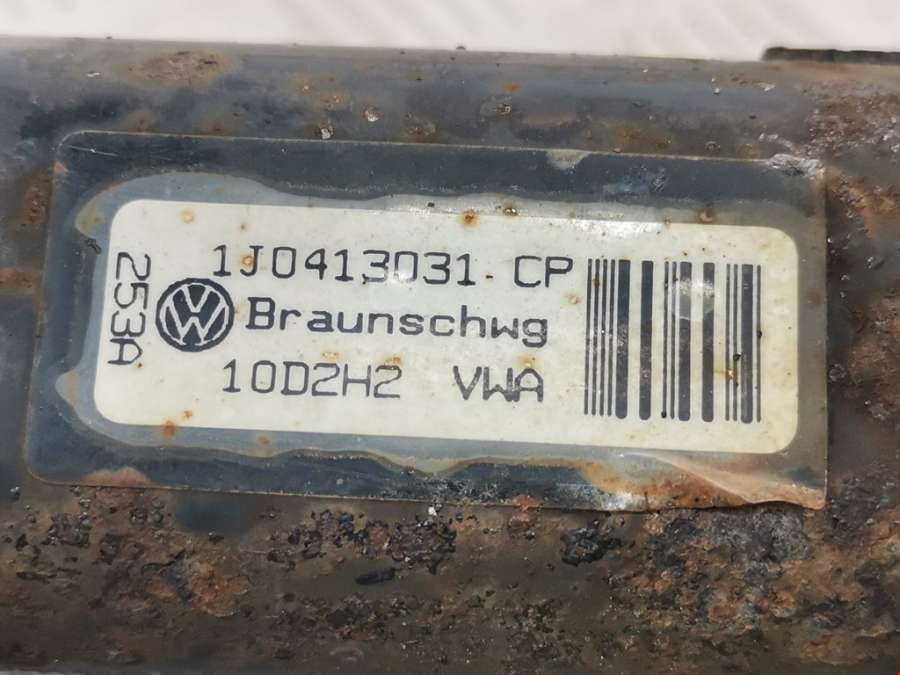 1J0413031 CP
Braunschwg
10D2H2 VWA
253A